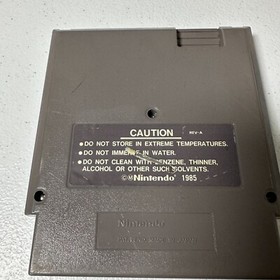 CAUTION
REV-A
● DO NOT STORE IN EXTREME TEMPERATURES.
● DO NOT IMMERSE IN WATER.
● DO NOT CLEAN WITH BENZENE, THINNER,
ALCOHOL OR OTHER SUCH SOLVENTS.
©Nintendo® 1985
Nintendo